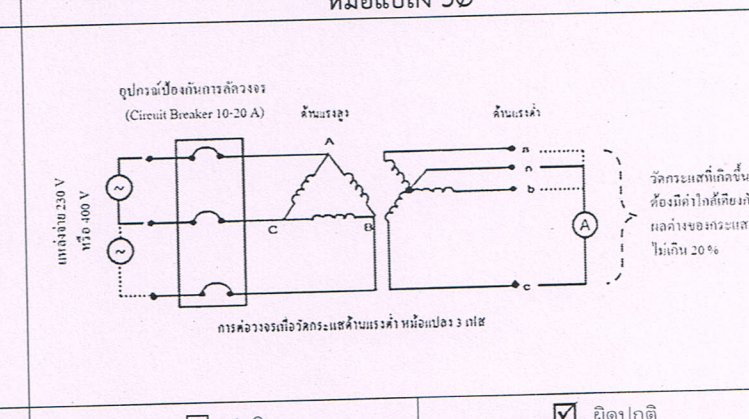 หม้อแปลง 3Ø
อุปกรณ์ป้องกันการลัดวงจร
(Circuit Breaker 10-20 A)
ด้านแรงสูง
ด้านแรงต่ำ
A
C
B
a
n
b
c
A
แหล่งจ่าย 230 V
หรือ 400 V
วัดกระแสที่เกิดขึ้น
ต้องมีค่าใกล้เคียงกั
ผลต่างของกระแส
ไม่เกิน 20 %
การต่อวงจรเพื่อวัดกระแสด้านแรงต่ำ หม้อแปลง 3 เฟส
ผิดปกติ